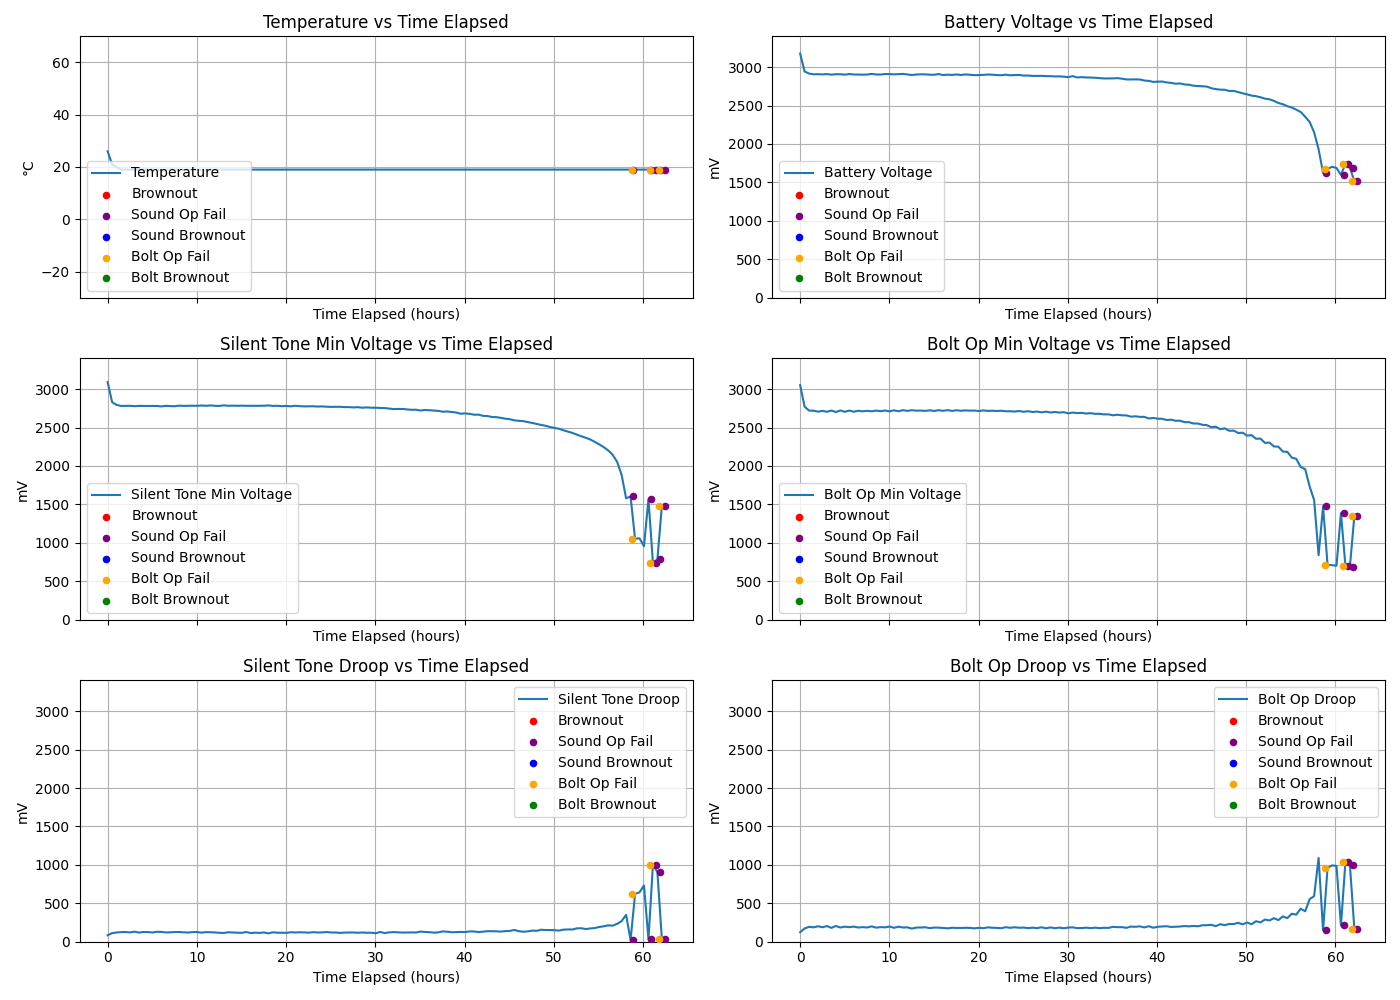 Temperature vs Time Elapsed
60
40
20
0
−20
°C
Temperature
Brownout
Sound Op Fail
Sound Brownout
Bolt Op Fail
Bolt Brownout
Time Elapsed (hours)
Battery Voltage vs Time Elapsed
3000
2500
2000
1500
1000
500
0
mV
Battery Voltage
Brownout
Sound Op Fail
Sound Brownout
Bolt Op Fail
Bolt Brownout
Time Elapsed (hours)
Silent Tone Min Voltage vs Time Elapsed
3000
2500
2000
1500
1000
500
0
mV
Silent Tone Min Voltage
Brownout
Sound Op Fail
Sound Brownout
Bolt Op Fail
Bolt Brownout
Time Elapsed (hours)
Bolt Op Min Voltage vs Time Elapsed
3000
2500
2000
1500
1000
500
0
mV
Bolt Op Min Voltage
Brownout
Sound Op Fail
Sound Brownout
Bolt Op Fail
Bolt Brownout
Time Elapsed (hours)
Silent Tone Droop vs Time Elapsed
3000
2500
2000
1500
1000
500
0
mV
Silent Tone Droop
Brownout
Sound Op Fail
Sound Brownout
Bolt Op Fail
Bolt Brownout
0 10 20 30 40 50 60
Time Elapsed (hours)
Bolt Op Droop vs Time Elapsed
3000
2500
2000
1500
1000
500
0
mV
Bolt Op Droop
Brownout
Sound Op Fail
Sound Brownout
Bolt Op Fail
Bolt Brownout
0 10 20 30 40 50 60
Time Elapsed (hours)